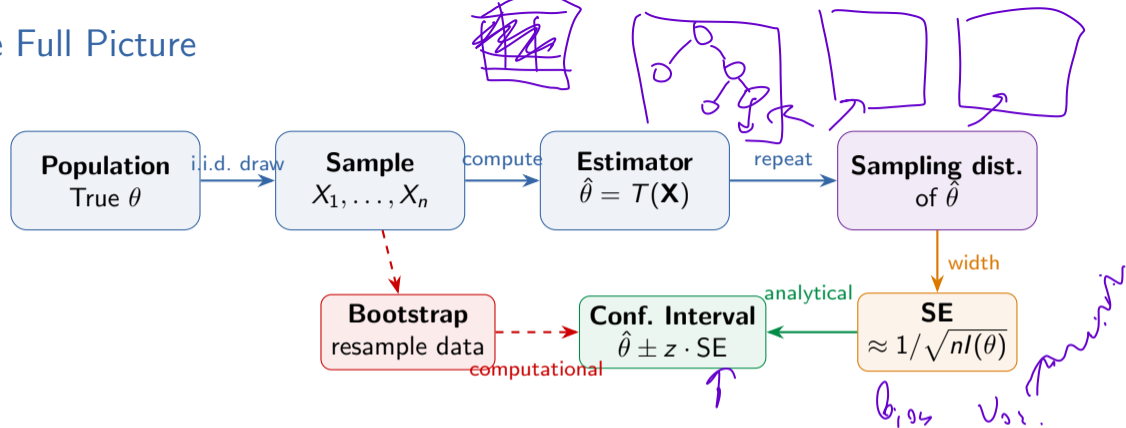 e Full Picture
Population
True θ
i.i.d. draw
Sample
X₁, . . . , Xₙ
compute
Estimator
θ̂ = T(X)
repeat
Sampling dist.
of θ̂
width
Bootstrap
resample data
computational
Conf. Interval
θ̂ ± z · SE
analytical
SE
≈ 1/√nI(θ)
Bias Var.